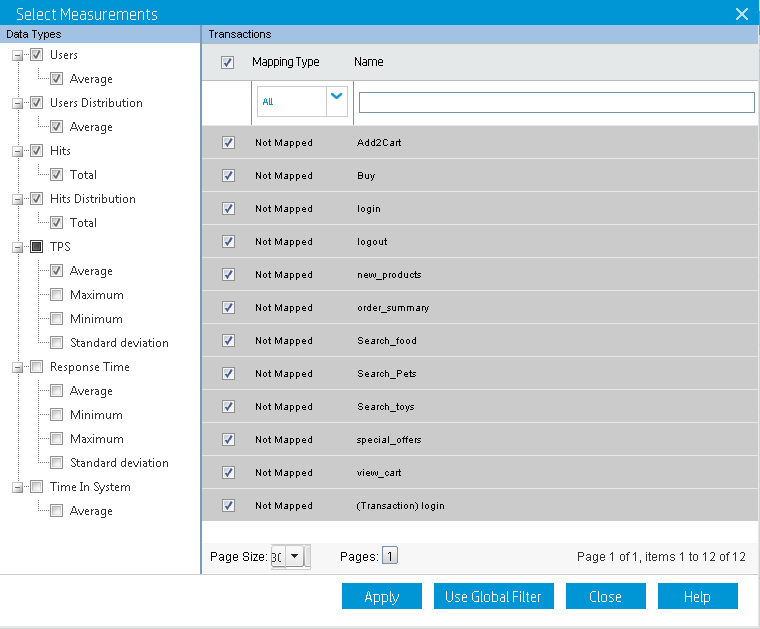 Select Measurements
Data Types
Users
Average
Users Distribution
Average
Hits
Total
Hits Distribution
Total
TPS
Average
Maximum
Minimum
Standard deviation
Response Time
Average
Minimum
Maximum
Standard deviation
Time In System
Average
Transactions
Mapping Type Name
All
Not Mapped Add2Cart
Not Mapped Buy
Not Mapped login
Not Mapped logout
Not Mapped new_products
Not Mapped order_summary
Not Mapped Search_food
Not Mapped Search_Pets
Not Mapped Search_toys
Not Mapped special_offers
Not Mapped view_cart
Not Mapped (Transaction) login
Page Size: Pages: 1 Page 1 of 1, items 1 to 12 of 12
Apply Use Global Filter Close Help